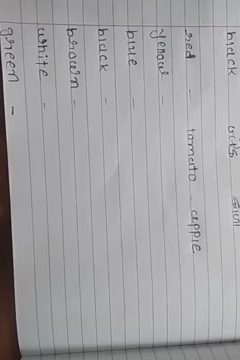 black
red - tomato - apple
yellow -
blue -
black -
brown -
white -
green -